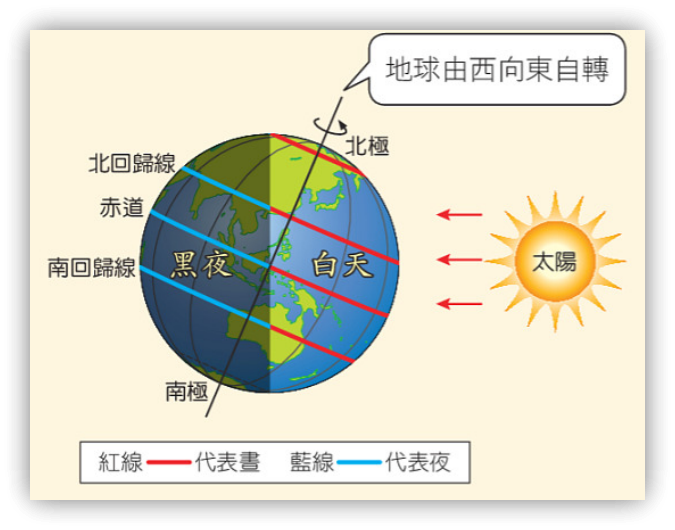 地球由西向東自轉
北極
北回歸線
赤道
南回歸線
黑夜
白天
太陽
南極
紅線 代表晝 藍線 代表夜